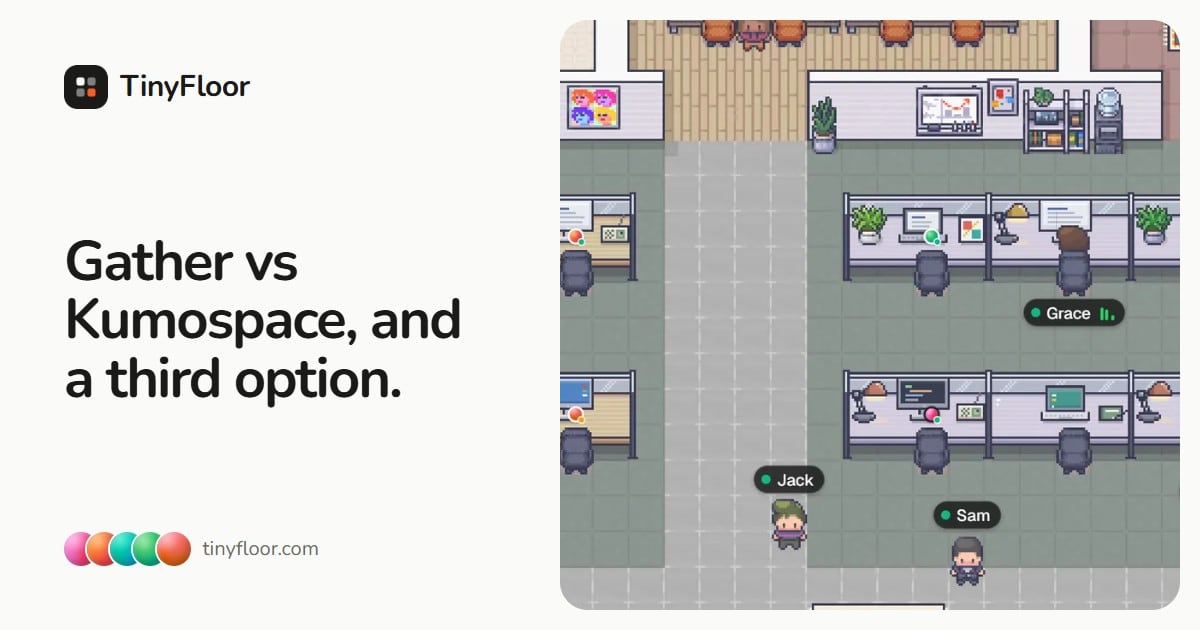 TinyFloor
Gather vs
Kumospace, and
a third option.
tinyfloor.com
Grace
Jack
Sam